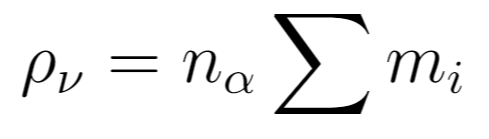 ρ_ν = n_α ∑ m_i